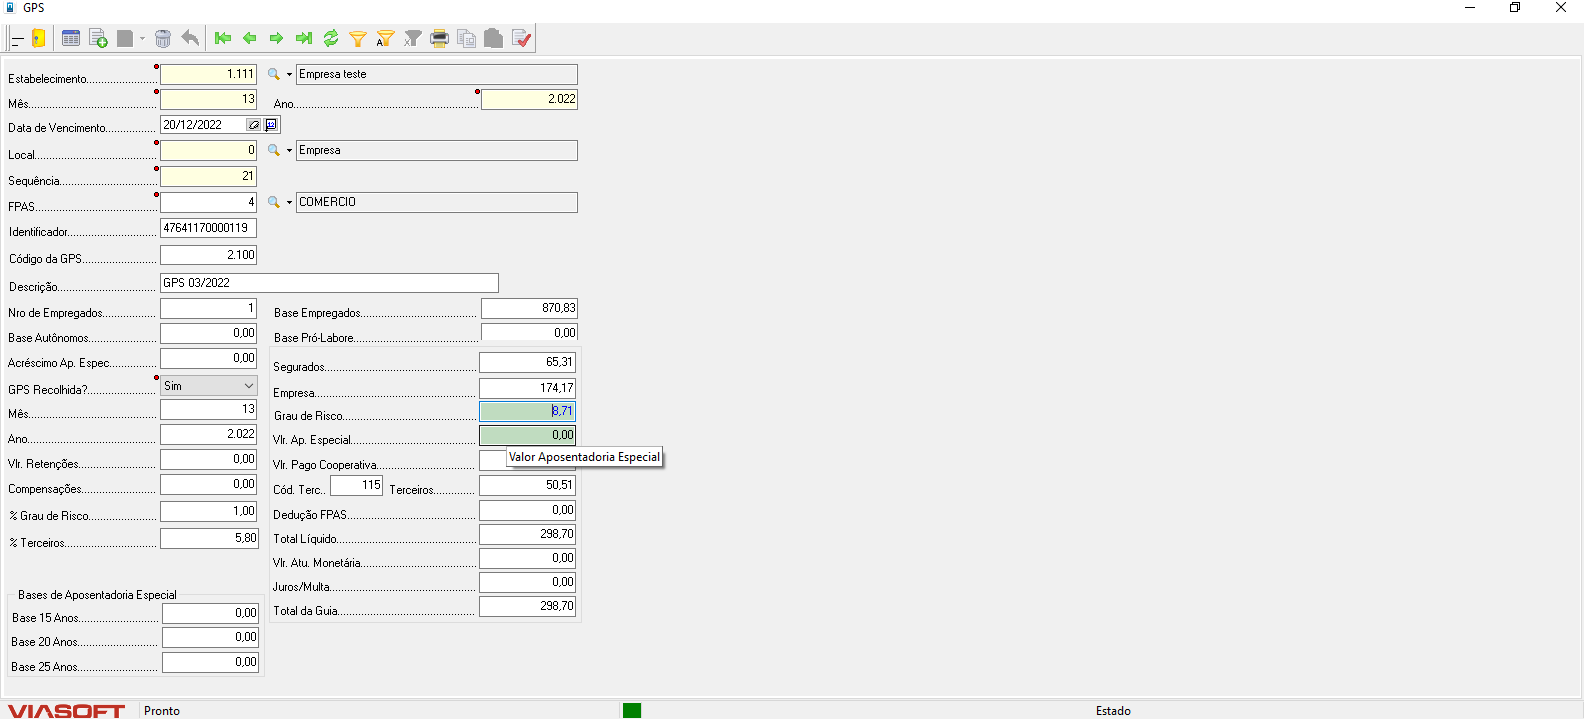 GPS
Estabelecimento 1.111 Empresa teste
Mês 13 Ano 2.022
Data de Vencimento 20/12/2022
Local 0 Empresa
Sequência 21
FPAS 4 COMERCIO
Identificador 47641170000119
Código da GPS 2.100
Descrição GPS 03/2022
Nro de Empregados 1 Base Empregados 870,83
Base Autônomos 0,00 Base Pró-Labore 0,00
Acréscimo Ap. Espec 0,00 Segurados 65,31
GPS Recolhida? Sim Empresa 174,17
Mês 13 Grau de Risco 8,71
Ano 2.022 Vlr. Ap. Especial 0,00
Valor Aposentadoria Especial
Vlr. Retenções 0,00 Vlr. Pago Cooperativa
Compensações 0,00 Cód. Terc.. 115 Terceiros 50,51
% Grau de Risco 1,00 Dedução FPAS 0,00
% Terceiros 5,80 Total Líquido 298,70
Vlr. Atu. Monetária 0,00
Juros/Multa 0,00
Bases de Aposentadoria Especial
Base 15 Anos 0,00 Total da Guia 298,70
Base 20 Anos 0,00
Base 25 Anos 0,00
VIASOFT Pronto Estado